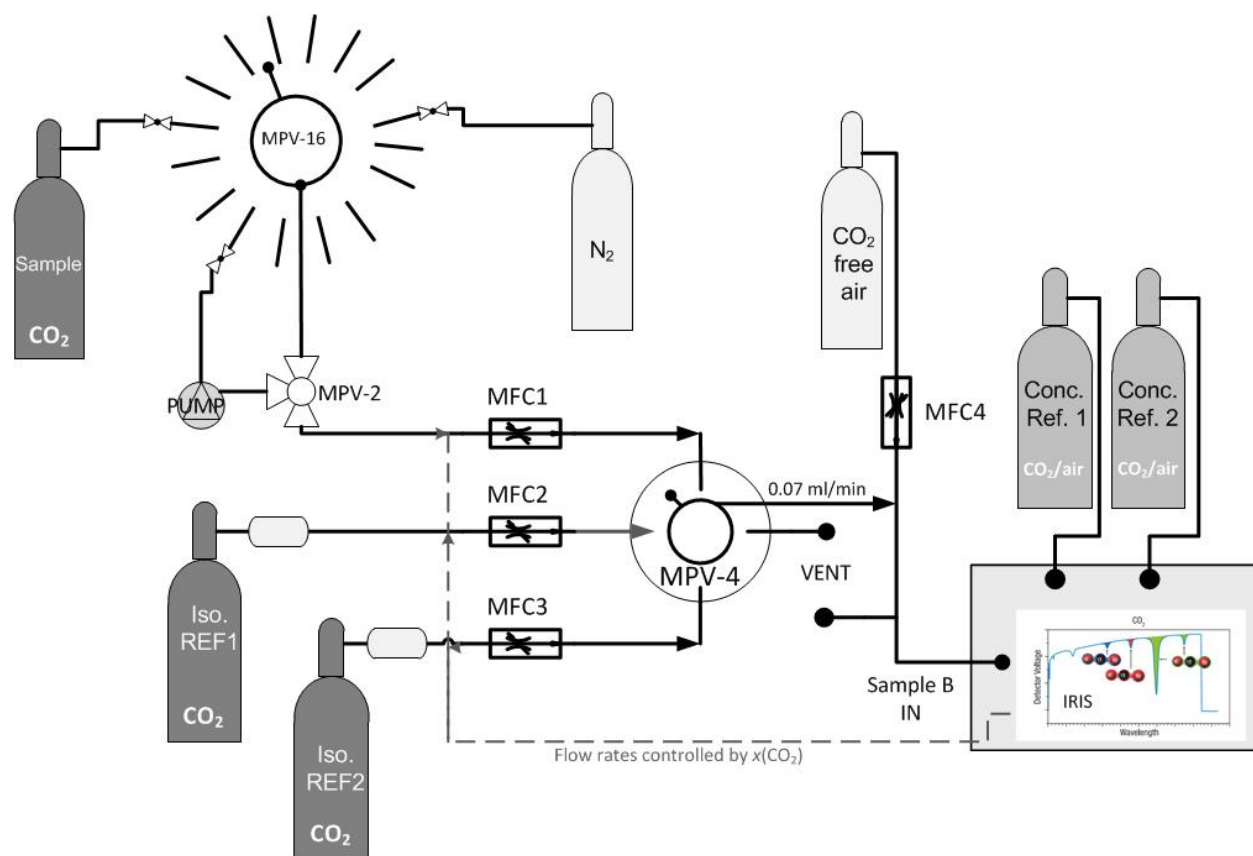 MPV-16
Sample
CO₂
N₂
CO₂
free
air
PUMP
MPV-2
MFC1
MFC4
Conc.
Ref. 1
CO₂/air
Conc.
Ref. 2
CO₂/air
MFC2
0.07 ml/min
MPV-4
VENT
Iso.
REF1
CO₂
MFC3
Iso.
REF2
CO₂
Sample B
IN
CO₂
Detector Voltage
IRIS
Wavelength
Flow rates controlled by x(CO₂)